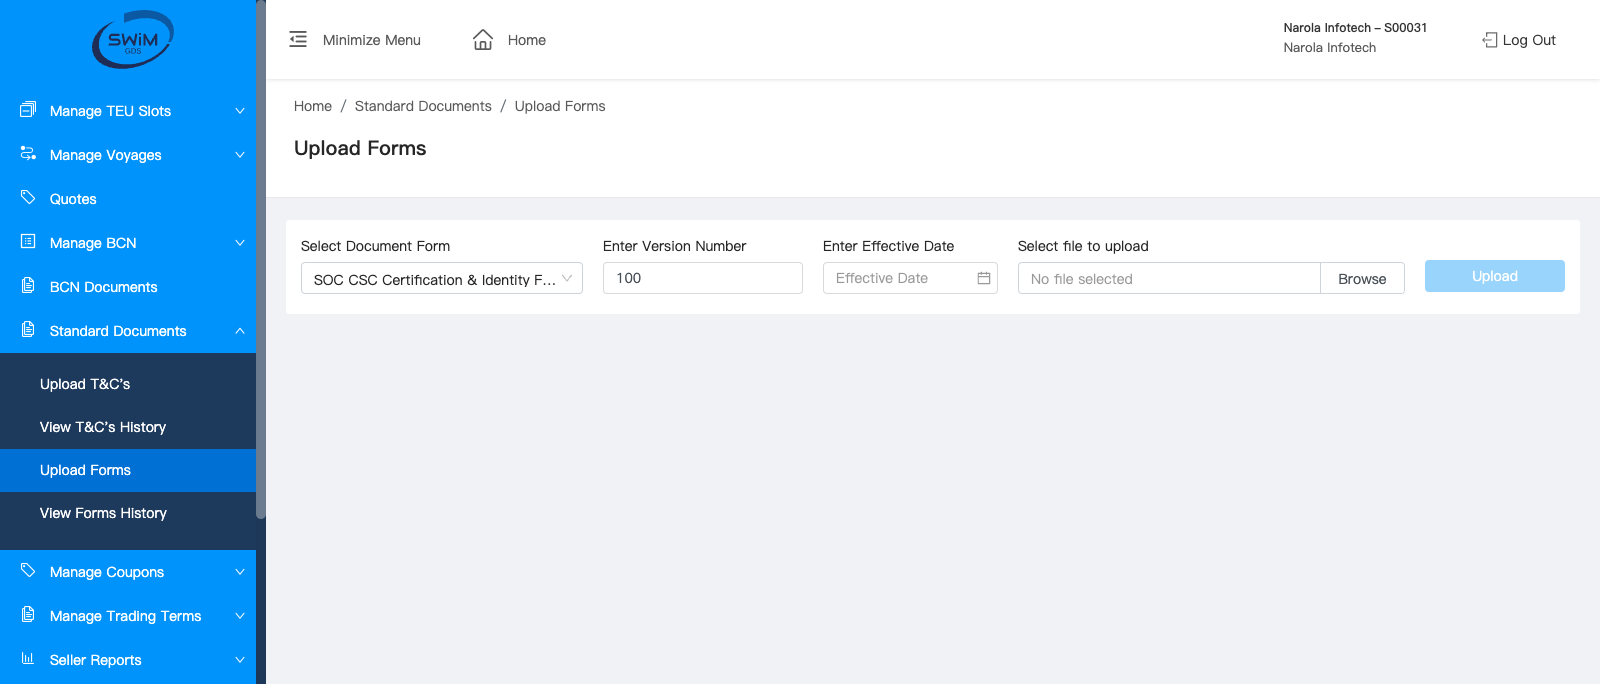 SWiM
GDS
Minimize Menu
Home
Narola Infotech – S00031
Narola Infotech
Log Out
Manage TEU Slots
Manage Voyages
Quotes
Manage BCN
BCN Documents
Standard Documents
Upload T&C's
View T&C's History
Upload Forms
View Forms History
Manage Coupons
Manage Trading Terms
Seller Reports
Home / Standard Documents / Upload Forms
Upload Forms
Select Document Form
SOC CSC Certification & Identity F...
Enter Version Number
100
Enter Effective Date
Effective Date
Select file to upload
No file selected
Browse
Upload